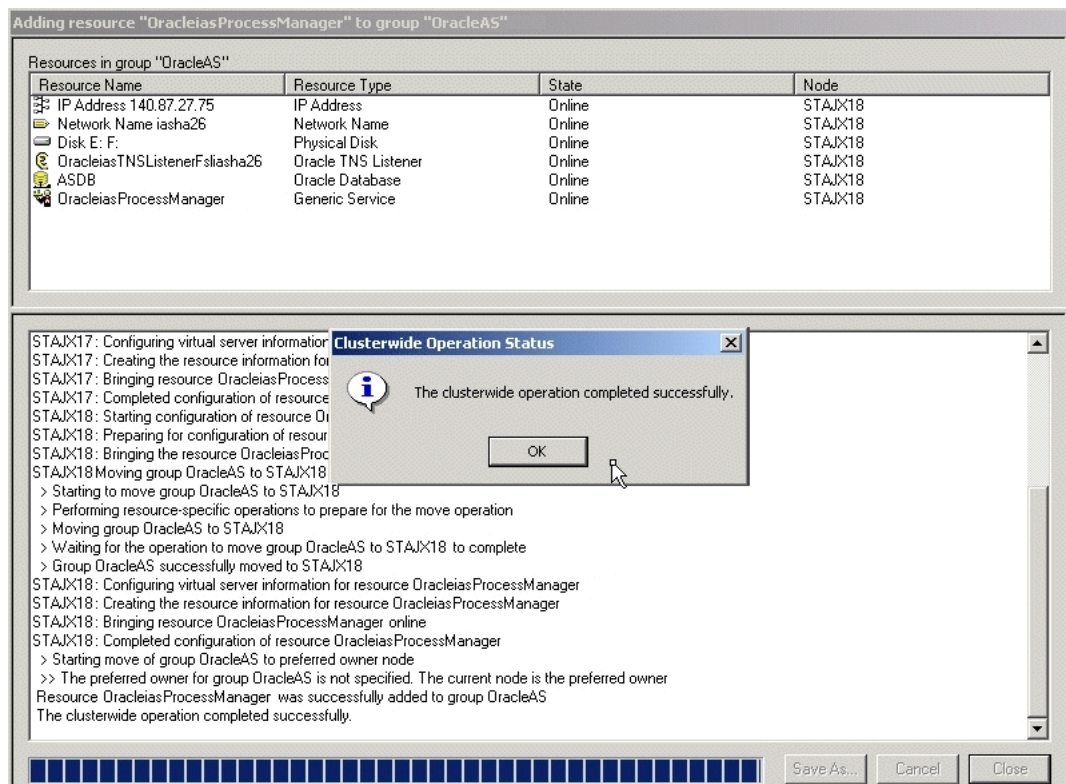 Adding resource "OracleiasProcessManager" to group "OracleAS"
Resources in group "OracleAS"
Resource Name Resource Type State Node
IP Address 140.87.27.75 IP Address Online STAJX18
Network Name iasha26 Network Name Online STAJX18
Disk E: F: Physical Disk Online STAJX18
OracleiasTNSListenerFsliasha26 Oracle TNS Listener Online STAJX18
ASDB Oracle Database Online STAJX18
OracleiasProcessManager Generic Service Online STAJX18
STAJX17: Configuring virtual server information
STAJX17: Creating the resource information for
STAJX17: Bringing resource OracleiasProcess
STAJX17: Completed configuration of resource
STAJX18: Starting configuration of resource Or
STAJX18: Preparing for configuration of resour
STAJX18: Bringing the resource OracleiasProc
STAJX18Moving group OracleAS to STAJX18
> Starting to move group OracleAS to STAJX18
> Performing resource-specific operations to prepare for the move operation
> Moving group OracleAS to STAJX18
> Waiting for the operation to move group OracleAS to STAJX18 to complete
> Group OracleAS successfully moved to STAJX18
STAJX18: Configuring virtual server information for resource OracleiasProcessManager
STAJX18: Creating the resource information for resource OracleiasProcessManager
STAJX18: Bringing resource OracleiasProcessManager online
STAJX18: Completed configuration of resource OracleiasProcessManager
> Starting move of group OracleAS to preferred owner node
>> The preferred owner for group OracleAS is not specified. The current node is the preferred owner
Resource OracleiasProcessManager was successfully added to group OracleAS
The clusterwide operation completed successfully.
Clusterwide Operation Status
The clusterwide operation completed successfully.
OK
Save As... Cancel Close